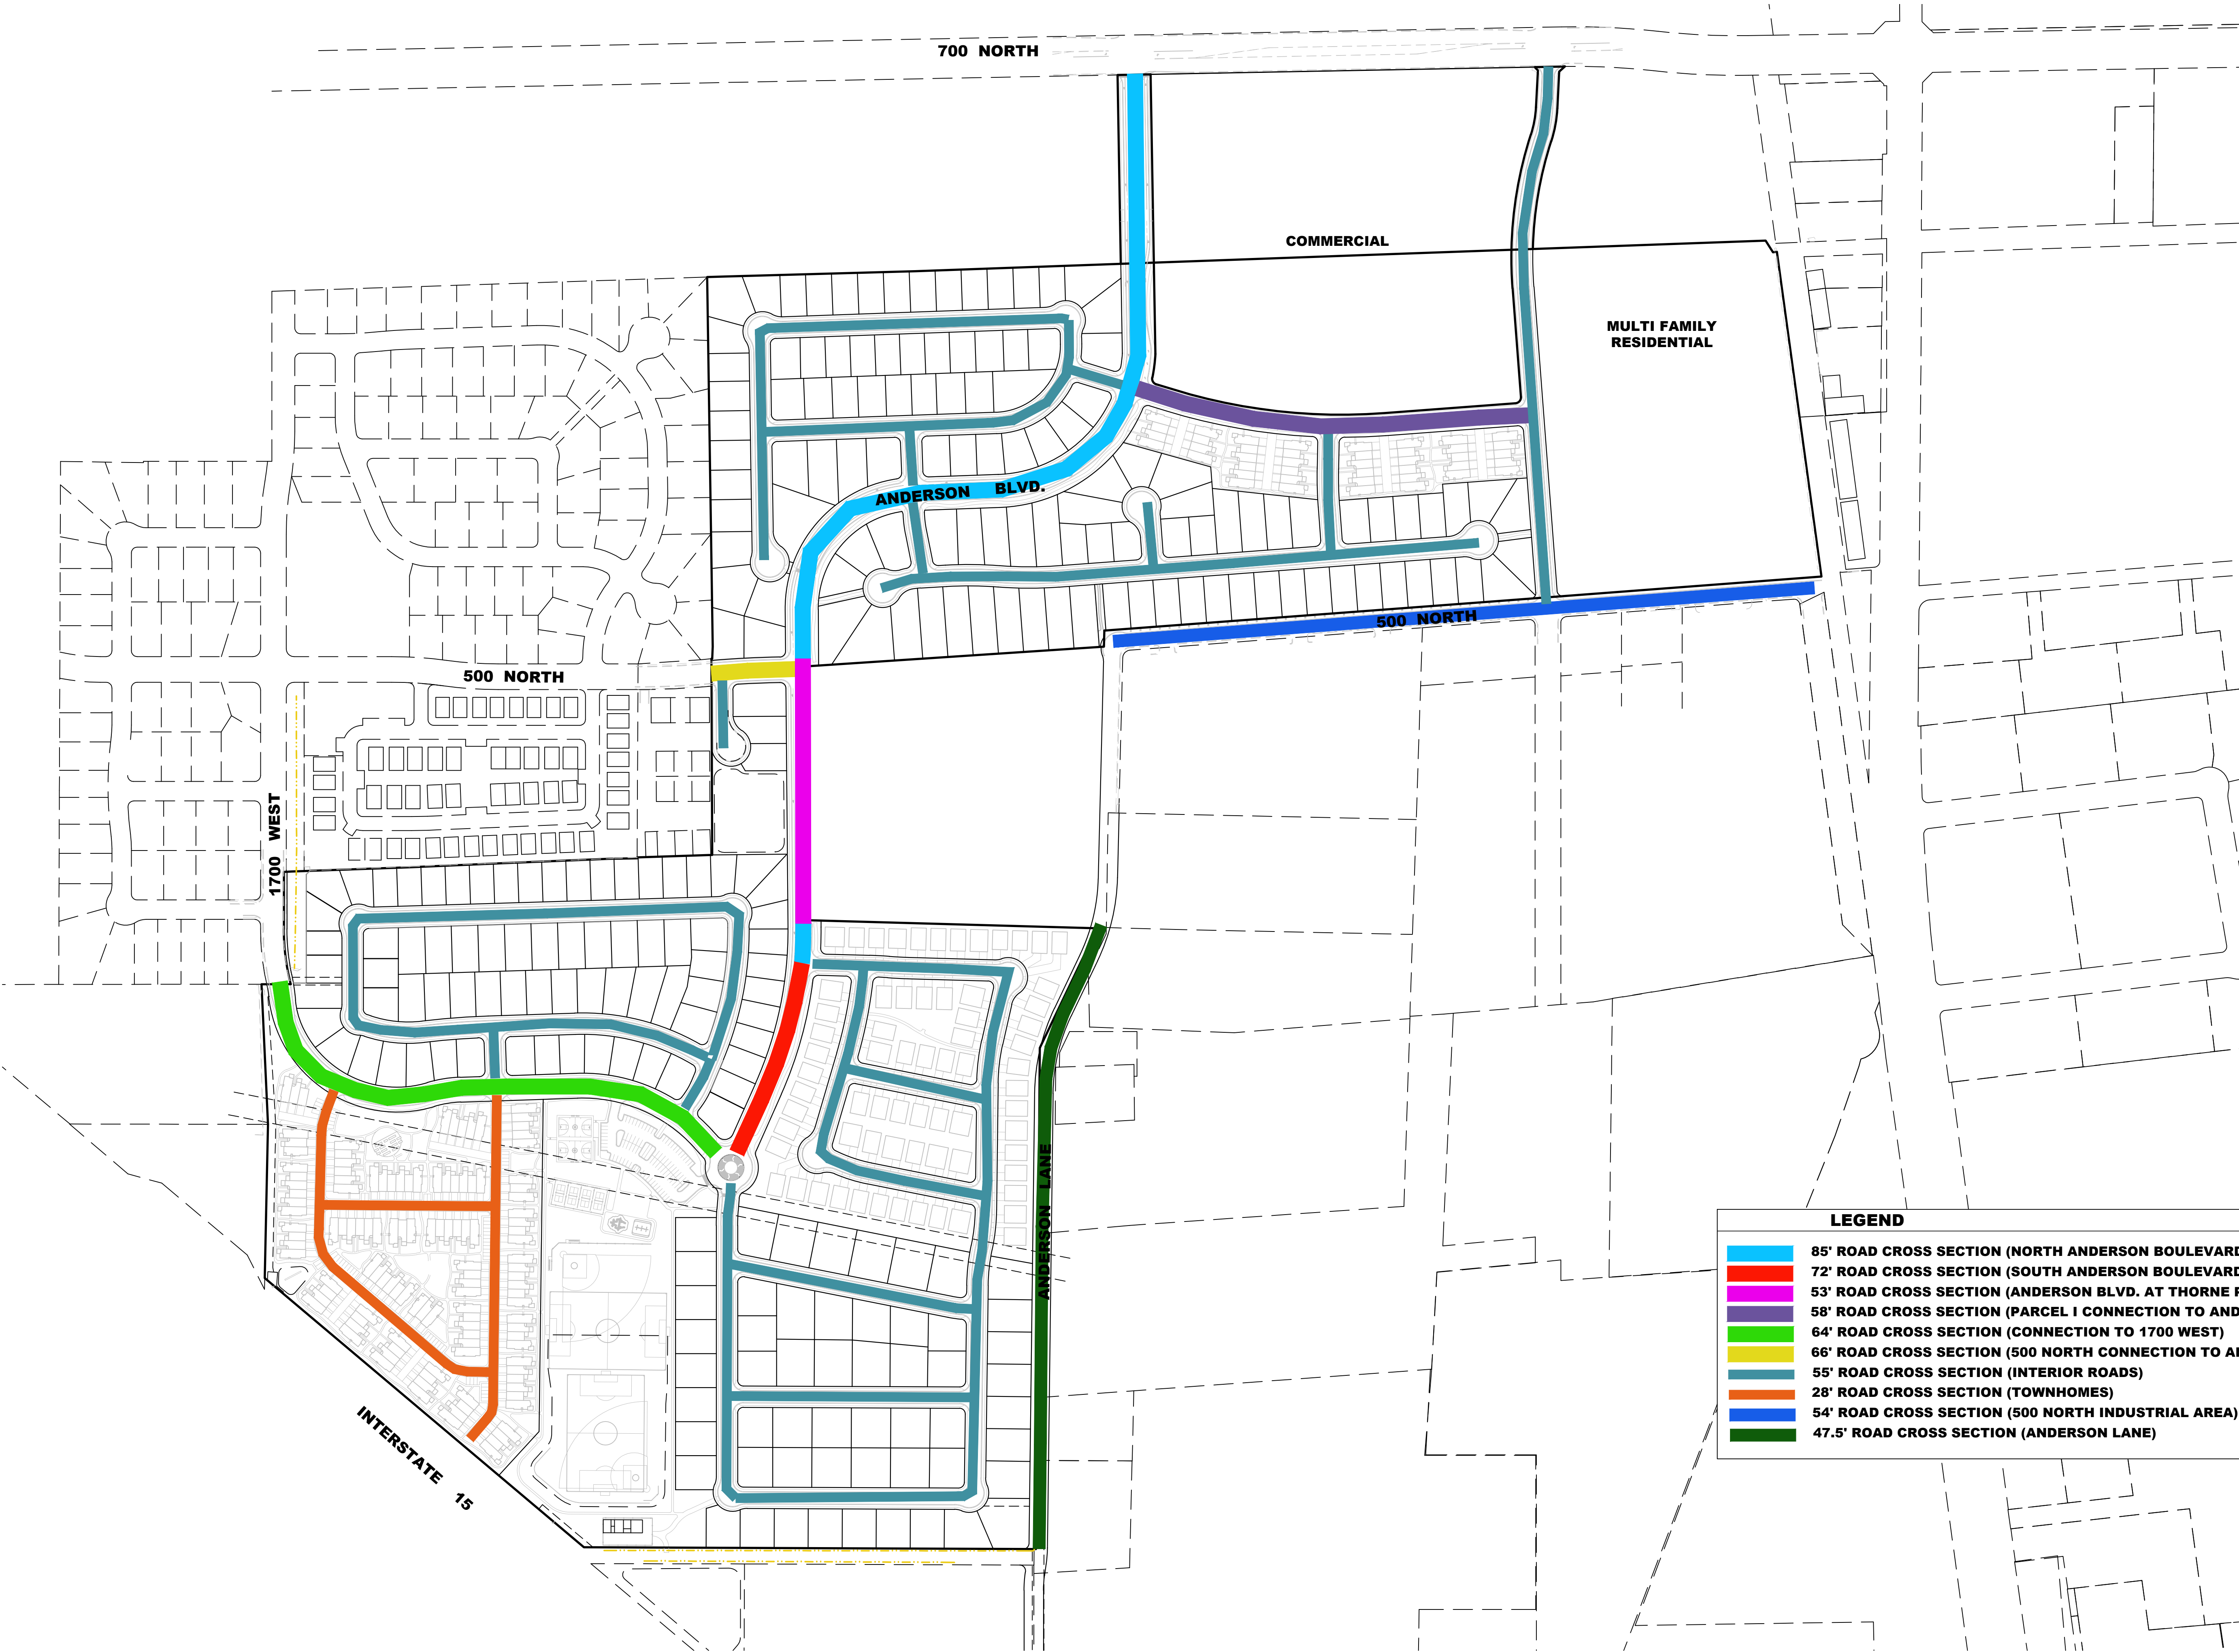 700 NORTH
COMMERCIAL
MULTI FAMILY
RESIDENTIAL
ANDERSON BLVD.
500 NORTH
500 NORTH
1700 WEST
ANDERSON LANE
INTERSTATE 15
LEGEND
85' ROAD CROSS SECTION (NORTH ANDERSON BOULEVARD
72' ROAD CROSS SECTION (SOUTH ANDERSON BOULEVARD
53' ROAD CROSS SECTION (ANDERSON BLVD. AT THORNE
58' ROAD CROSS SECTION (PARCEL I CONNECTION TO AND
64' ROAD CROSS SECTION (CONNECTION TO 1700 WEST)
66' ROAD CROSS SECTION (500 NORTH CONNECTION TO
55' ROAD CROSS SECTION (INTERIOR ROADS)
28' ROAD CROSS SECTION (TOWNHOMES)
54' ROAD CROSS SECTION (500 NORTH INDUSTRIAL AREA)
47.5' ROAD CROSS SECTION (ANDERSON LANE)